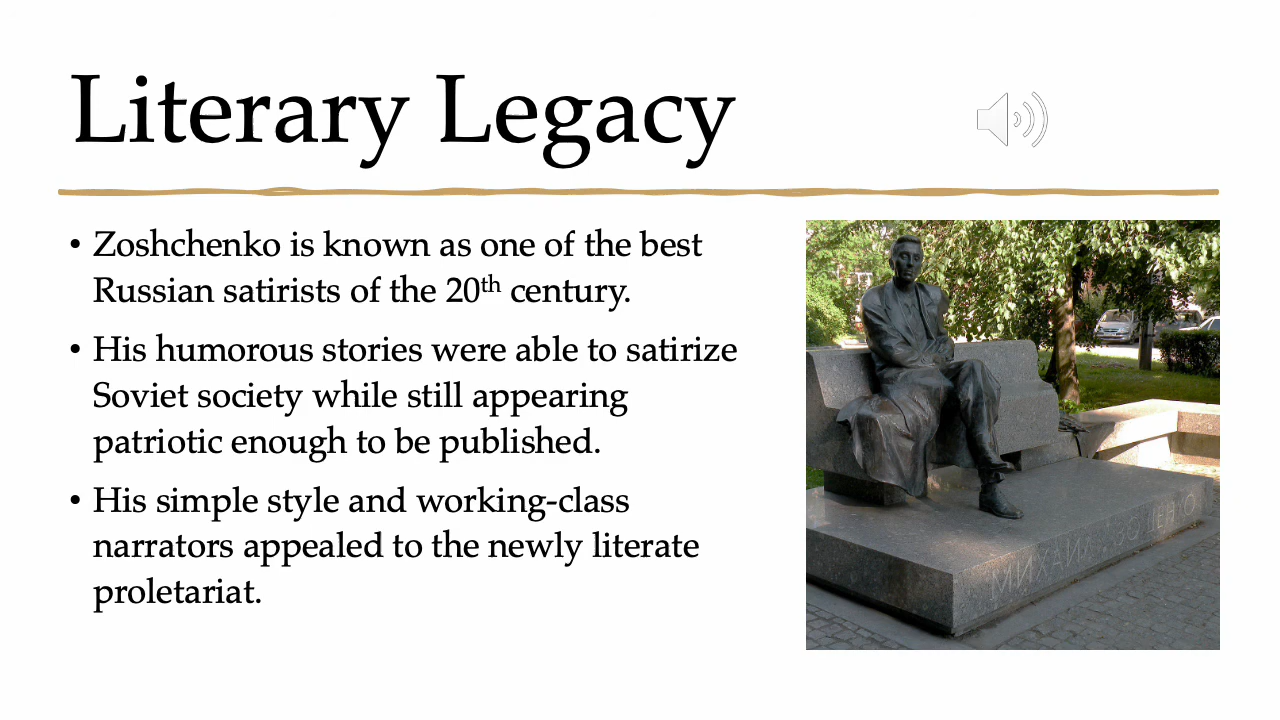 Literary Legacy
• Zoshchenko is known as one of the best
Russian satirists of the 20th century.
• His humorous stories were able to satirize
Soviet society while still appearing
patriotic enough to be published.
• His simple style and working-class
narrators appealed to the newly literate
proletariat.
МИХАИЛ